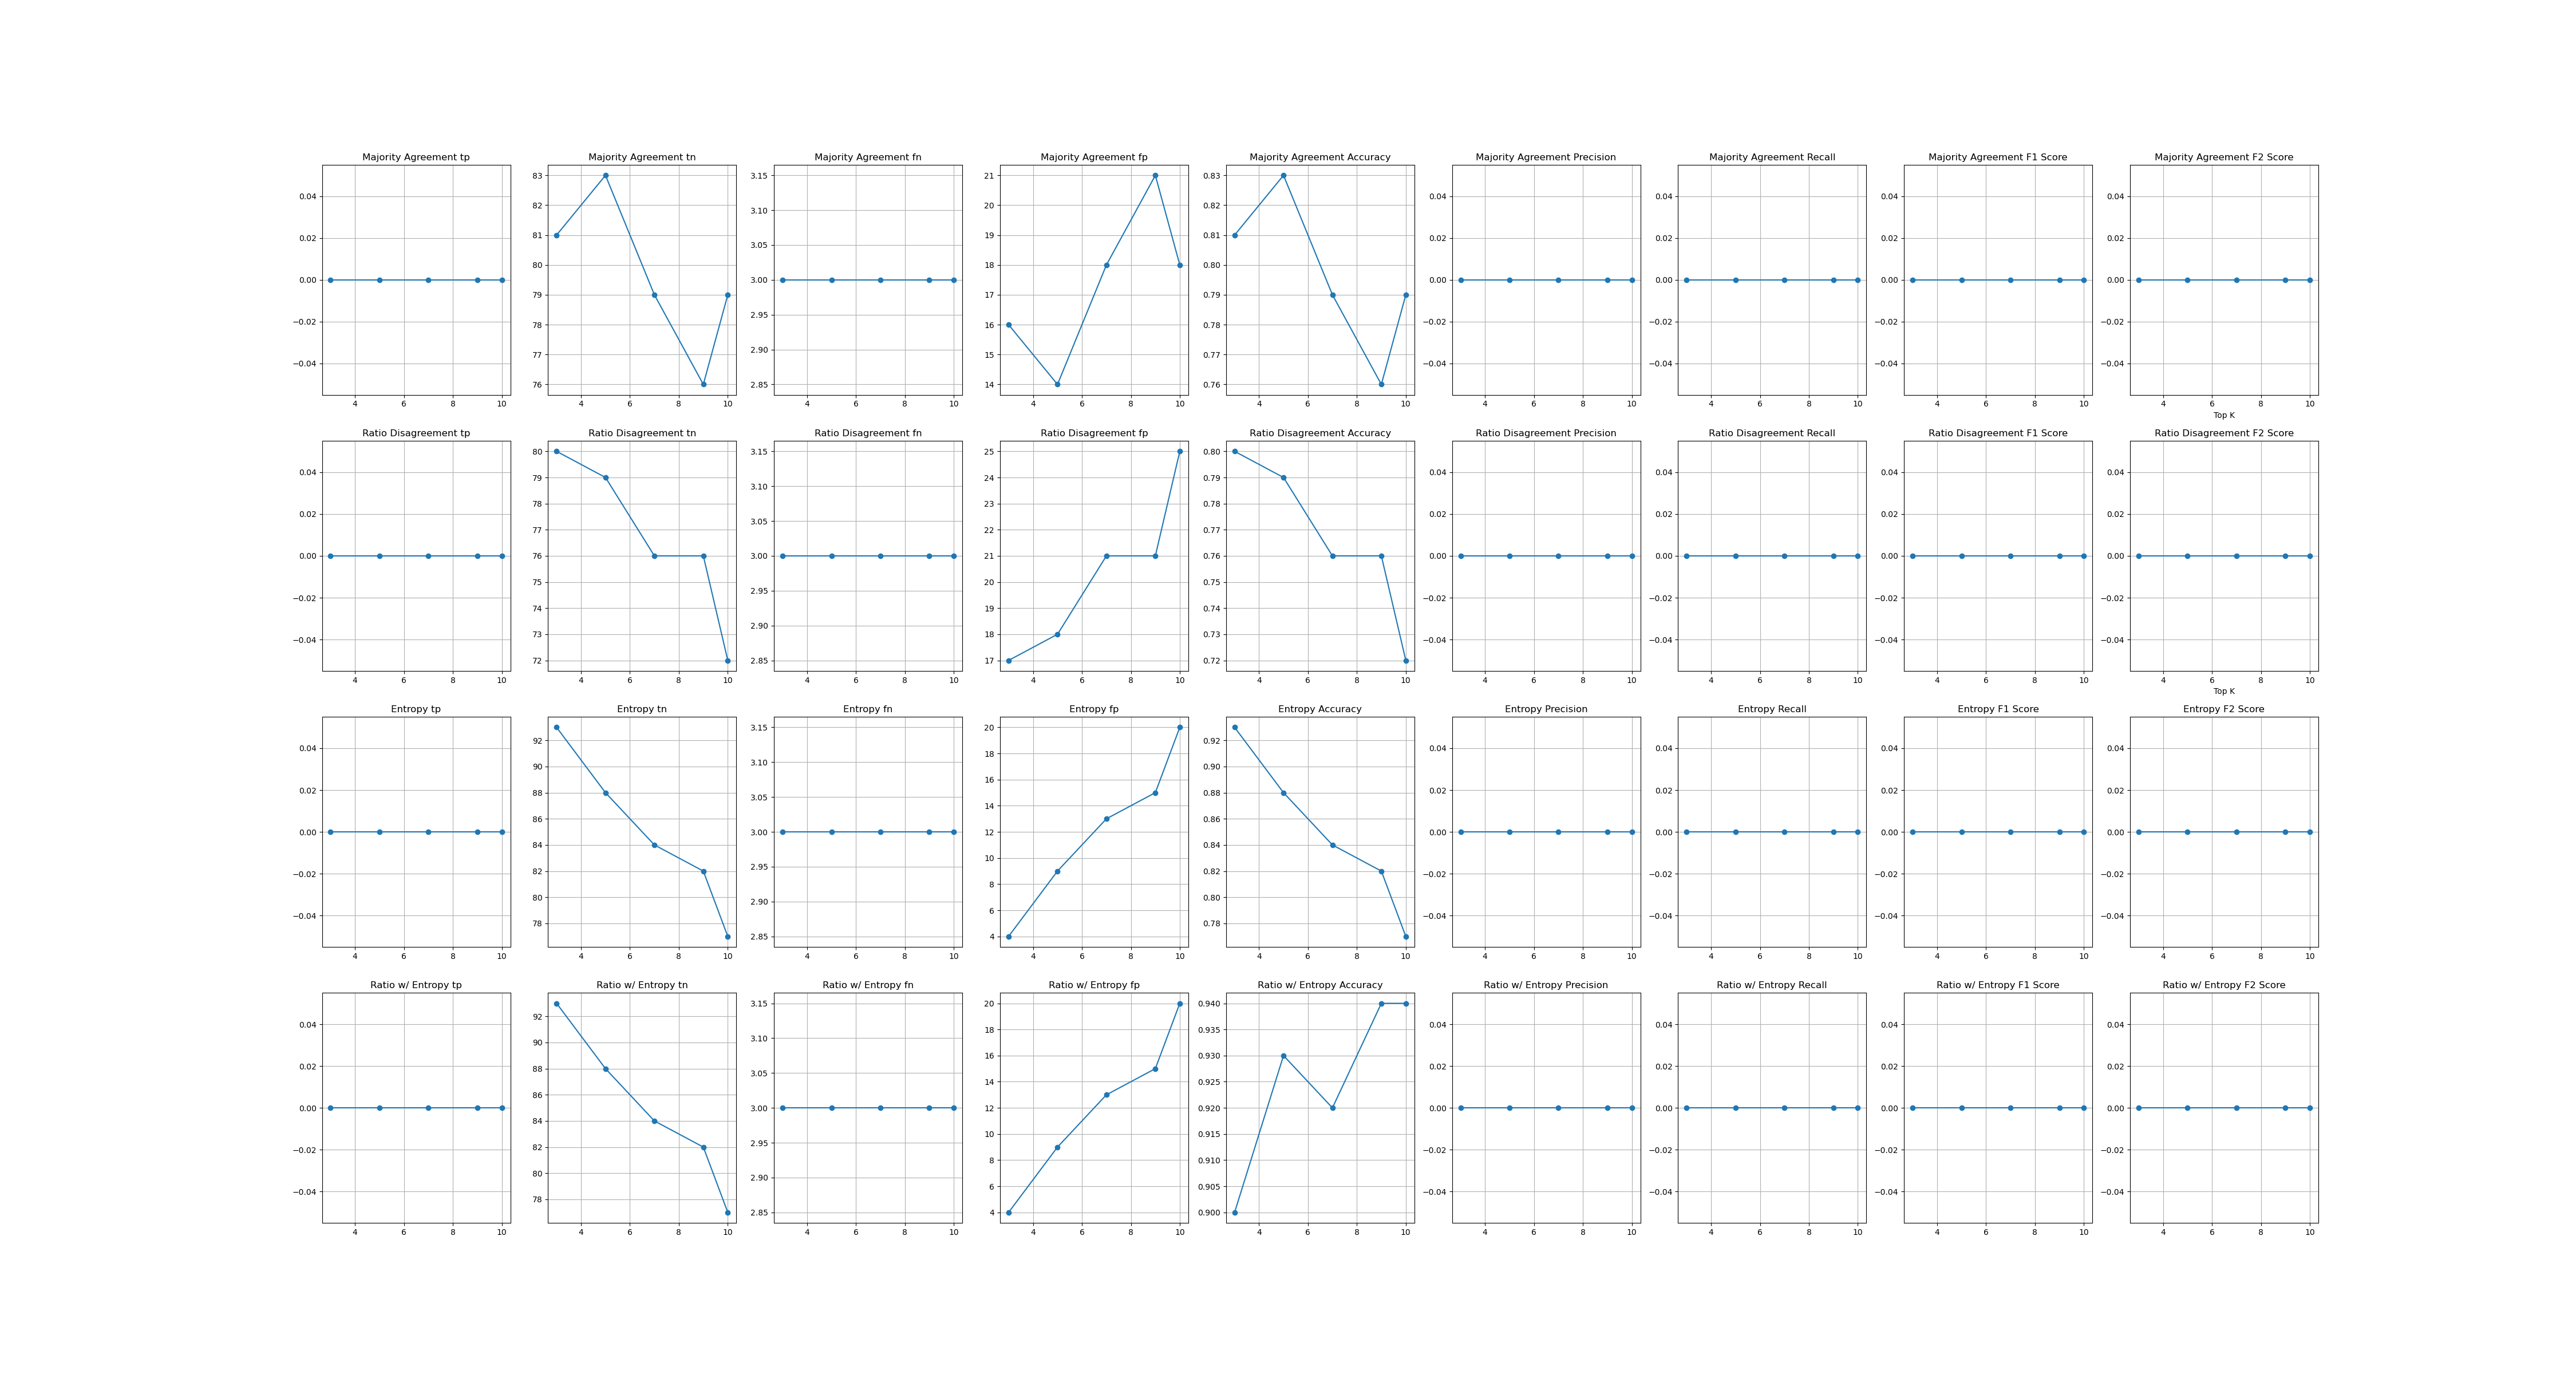 Majority Agreement tp
0.04 0.02 0.00 −0.02 −0.04
4 6 8 10
Majority Agreement tn
83 82 81 80 79 78 77 76
4 6 8 10
Majority Agreement fn
3.15 3.10 3.05 3.00 2.95 2.90 2.85
4 6 8 10
Majority Agreement fp
21 20 19 18 17 16 15 14
4 6 8 10
Majority Agreement Accuracy
0.83 0.82 0.81 0.80 0.79 0.78 0.77 0.76
4 6 8 10
Majority Agreement Precision
0.04 0.02 0.00 −0.02 −0.04
4 6 8 10
Majority Agreement Recall
0.04 0.02 0.00 −0.02 −0.04
4 6 8 10
Majority Agreement F1 Score
0.04 0.02 0.00 −0.02 −0.04
4 6 8 10
Majority Agreement F2 Score
0.04 0.02 0.00 −0.02 −0.04
4 6 8 10
Top K
Ratio Disagreement tp
0.04 0.02 0.00 −0.02 −0.04
4 6 8 10
Ratio Disagreement tn
80 79 78 77 76 75 74 73 72
4 6 8 10
Ratio Disagreement fn
3.15 3.10 3.05 3.00 2.95 2.90 2.85
4 6 8 10
Ratio Disagreement fp
25 24 23 22 21 20 19 18 17
4 6 8 10
Ratio Disagreement Accuracy
0.80 0.79 0.78 0.77 0.76 0.75 0.74 0.73 0.72
4 6 8 10
Ratio Disagreement Precision
0.04 0.02 0.00 −0.02 −0.04
4 6 8 10
Ratio Disagreement Recall
0.04 0.02 0.00 −0.02 −0.04
4 6 8 10
Ratio Disagreement F1 Score
0.04 0.02 0.00 −0.02 −0.04
4 6 8 10
Ratio Disagreement F2 Score
0.04 0.02 0.00 −0.02 −0.04
4 6 8 10
Top K
Entropy tp
0.04 0.02 0.00 −0.02 −0.04
4 6 8 10
Entropy tn
92 90 88 86 84 82 80 78
4 6 8 10
Entropy fn
3.15 3.10 3.05 3.00 2.95 2.90 2.85
4 6 8 10
Entropy fp
20 18 16 14 12 10 8 6 4
4 6 8 10
Entropy Accuracy
0.92 0.90 0.88 0.86 0.84 0.82 0.80 0.78
4 6 8 10
Entropy Precision
0.04 0.02 0.00 −0.02 −0.04
4 6 8 10
Entropy Recall
0.04 0.02 0.00 −0.02 −0.04
4 6 8 10
Entropy F1 Score
0.04 0.02 0.00 −0.02 −0.04
4 6 8 10
Entropy F2 Score
0.04 0.02 0.00 −0.02 −0.04
4 6 8 10
Ratio w/ Entropy tp
0.04 0.02 0.00 −0.02 −0.04
4 6 8 10
Ratio w/ Entropy tn
92 90 88 86 84 82 80 78
4 6 8 10
Ratio w/ Entropy fn
3.15 3.10 3.05 3.00 2.95 2.90 2.85
4 6 8 10
Ratio w/ Entropy fp
20 18 16 14 12 10 8 6 4
4 6 8 10
Ratio w/ Entropy Accuracy
0.940 0.935 0.930 0.925 0.920 0.915 0.910 0.905 0.900
4 6 8 10
Ratio w/ Entropy Precision
0.04 0.02 0.00 −0.02 −0.04
4 6 8 10
Ratio w/ Entropy Recall
0.04 0.02 0.00 −0.02 −0.04
4 6 8 10
Ratio w/ Entropy F1 Score
0.04 0.02 0.00 −0.02 −0.04
4 6 8 10
Ratio w/ Entropy F2 Score
0.04 0.02 0.00 −0.02 −0.04
4 6 8 10